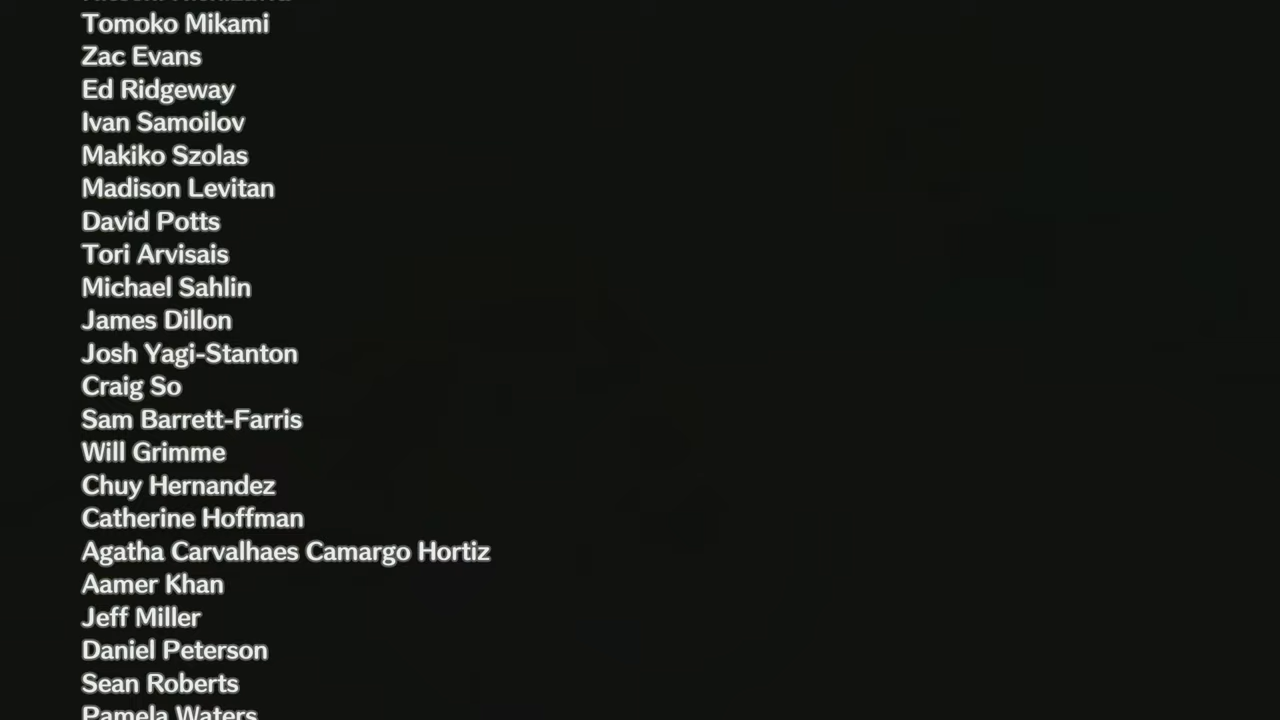 Tomoko Mikami
Zac Evans
Ed Ridgeway
Ivan Samoilov
Makiko Szolas
Madison Levitan
David Potts
Tori Arvisais
Michael Sahlin
James Dillon
Josh Yagi-Stanton
Craig So
Sam Barrett-Farris
Will Grimme
Chuy Hernandez
Catherine Hoffman
Agatha Carvalhaes Camargo Hortiz
Aamer Khan
Jeff Miller
Daniel Peterson
Sean Roberts
Pamela Waters